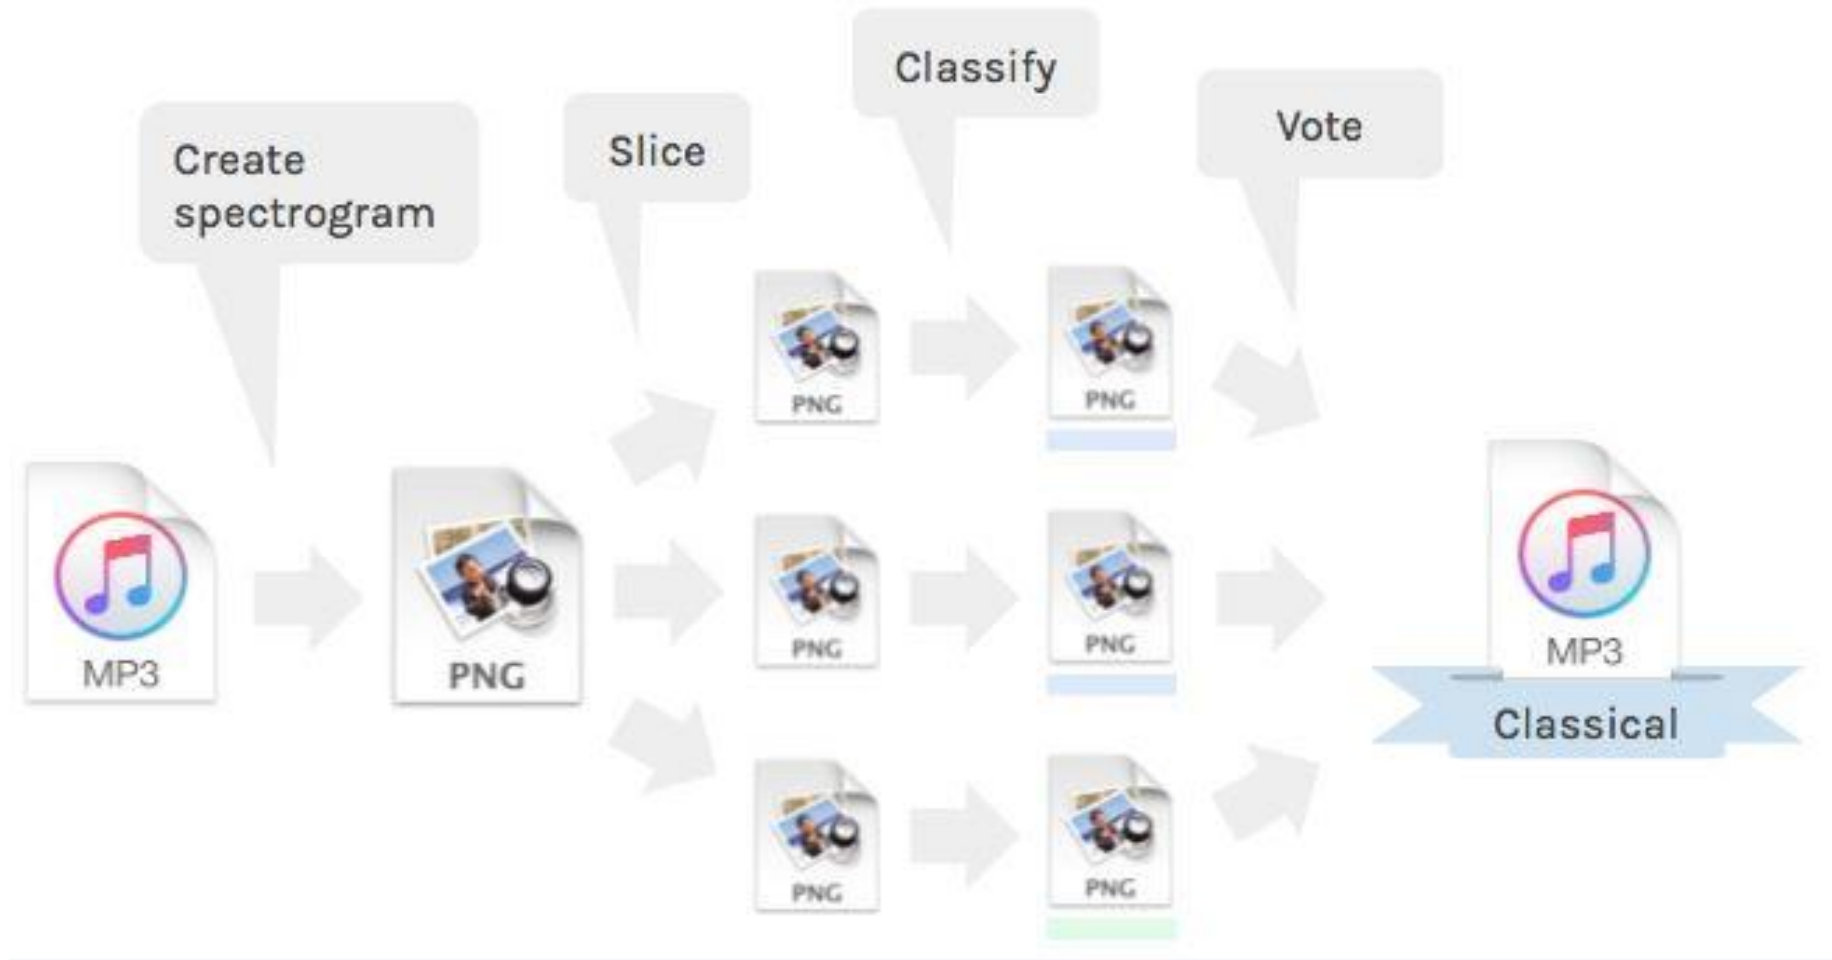 Create
spectrogram
Slice
Classify
Vote
MP3
PNG
PNG
PNG
PNG
PNG
PNG
PNG
MP3
Classical